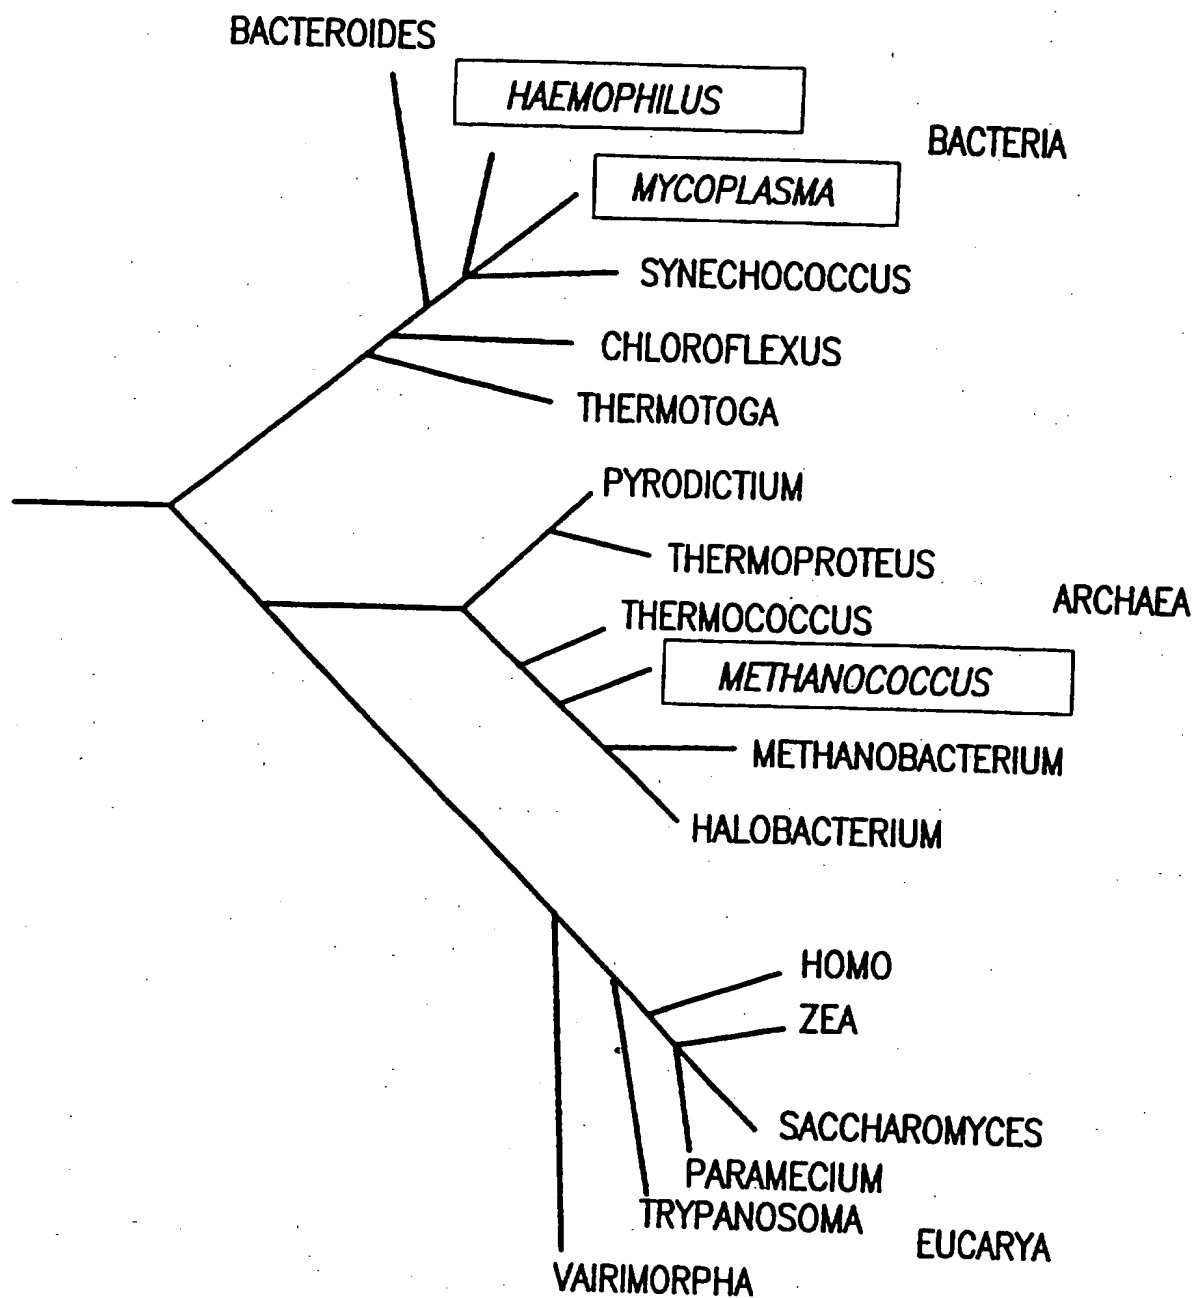 BACTEROIDES
HAEMOPHILUS
BACTERIA
MYCOPLASMA
SYNECHOCOCCUS
CHLOROFLEXUS
THERMOTOGA
PYRODICTIUM
THERMOPROTEUS
ARCHAEA
THERMOCOCCUS
METHANOCOCCUS
METHANOBACTERIUM
HALOBACTERIUM
HOMO
ZEA
SACCHAROMYCES
PARAMECIUM
TRYPANOSOMA
EUCARYA
VAIRIMORPHA